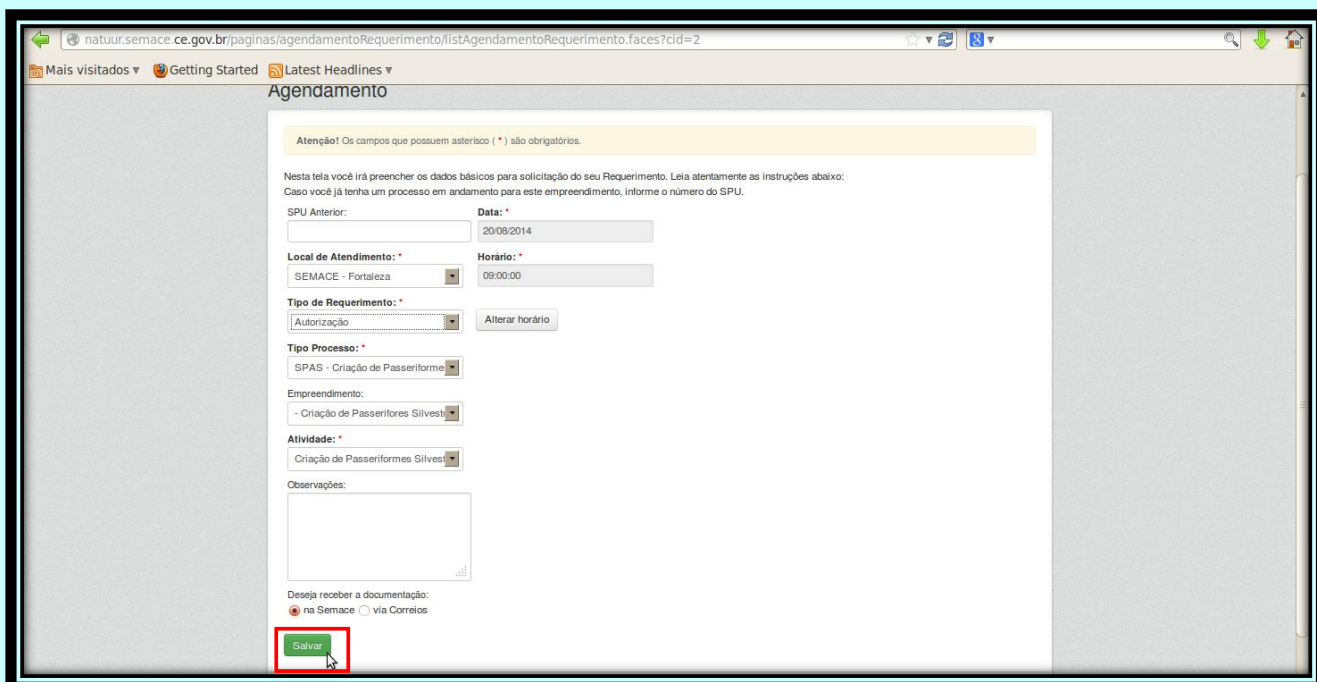 natuur.semace.ce.gov.br/paginas/agendamentoRequerimento/listAgendamentoRequerimento.faces?cid=2
Mais visitados Getting Started Latest Headlines
Agendamento
Atenção! Os campos que possuem asterisco ( * ) são obrigatórios.
Nesta tela você irá preencher os dados básicos para solicitação do seu Requerimento. Leia atentamente as instruções abaixo:
Caso você já tenha um processo em andamento para este empreendimento, informe o número do SPU.
SPU Anterior: Data: *
20/08/2014
Local de Atendimento: * Horário: *
SEMACE - Fortaleza 09:00:00
Tipo de Requerimento: *
Autorização Alterar horário
Tipo Processo: *
SPAS - Criação de Passeriforme
Empreendimento:
- Criação de Passerifores Silvest
Atividade: *
Criação de Passeriformes Silvest
Observações:
Deseja receber a documentação:
na Semace via Correios
Salvar